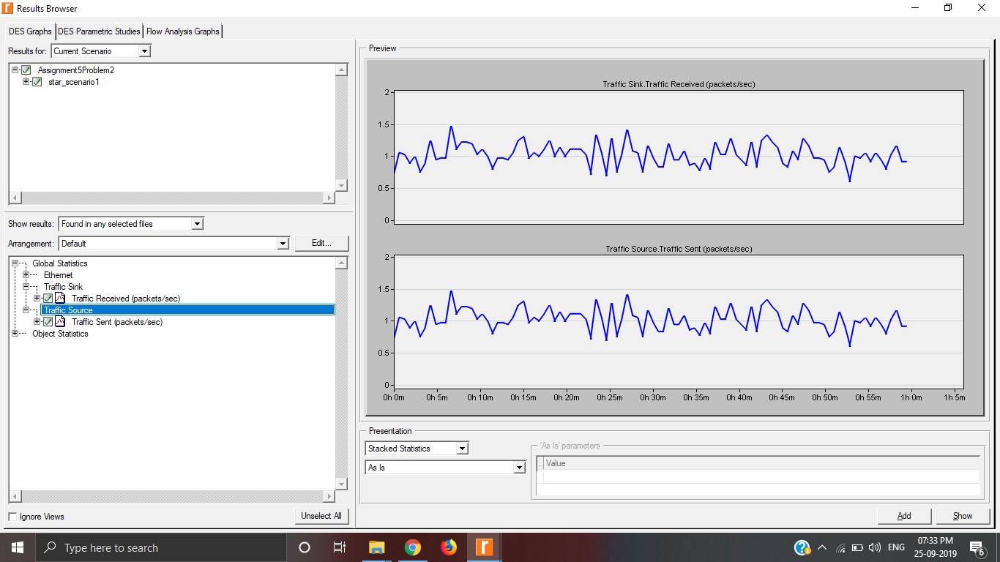 Results Browser
DES Graphs DES Parametric Studies Flow Analysis Graphs
Results for: Current Scenario
Assignment5Problem2
star_scenario1
Show results: Found in any selected files
Arrangement: Default Edit...
Global Statistics
Ethernet
Traffic Sink
Traffic Received (packets/sec)
Traffic Source
Traffic Sent (packets/sec)
Object Statistics
Ignore Views Unselect All
Preview
Traffic Sink.Traffic Received (packets/sec)
2
1.5
1
0.5
0
Traffic Source.Traffic Sent (packets/sec)
2
1.5
1
0.5
0
0h 0m 0h 5m 0h 10m 0h 15m 0h 20m 0h 25m 0h 30m 0h 35m 0h 40m 0h 45m 0h 50m 0h 55m 1h 0m 1h 5m
Presentation
Stacked Statistics
As Is
'As Is' parameters
.. Value
Add Show
Type here to search
ENG
07:33 PM
25-09-2019
6